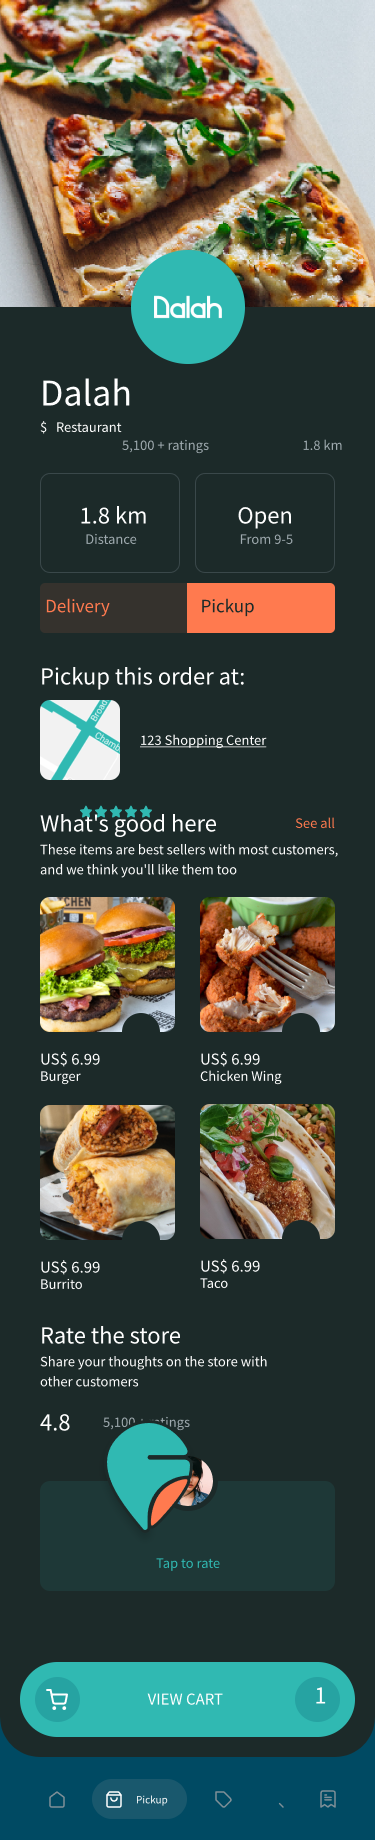 Dalah
Dalah
$ Restaurant
5,100 + ratings
1.8 km
1.8 km
Distance
Open
From 9-5
Delivery
Pickup
Pickup this order at:
Broad
Chamb
123 Shopping Center
What's good here
See all
These items are best sellers with most customers,
and we think you'll like them too
CHEN
US$ 6.99
Burger
US$ 6.99
Chicken Wing
US$ 6.99
Burrito
US$ 6.99
Taco
Rate the store
Share your thoughts on the store with
other customers
4.8
5,100 + ratings
Tap to rate
VIEW CART
1
Pickup